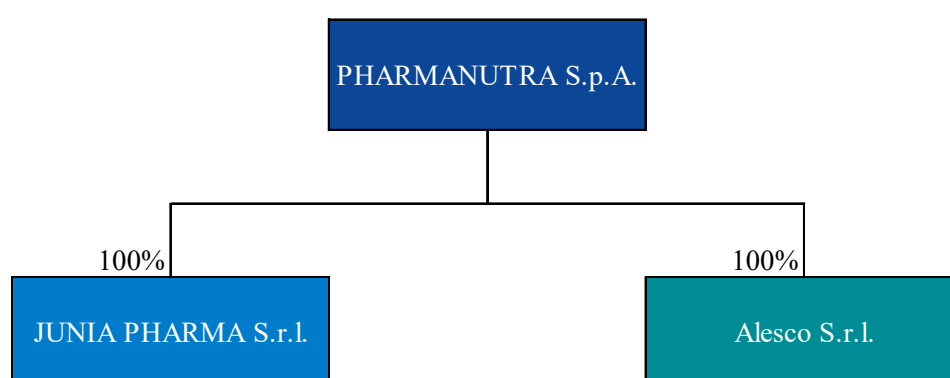 PHARMANUTRA S.p.A.
100%
100%
JUNIA PHARMA S.r.l.
Alesco S.r.l.